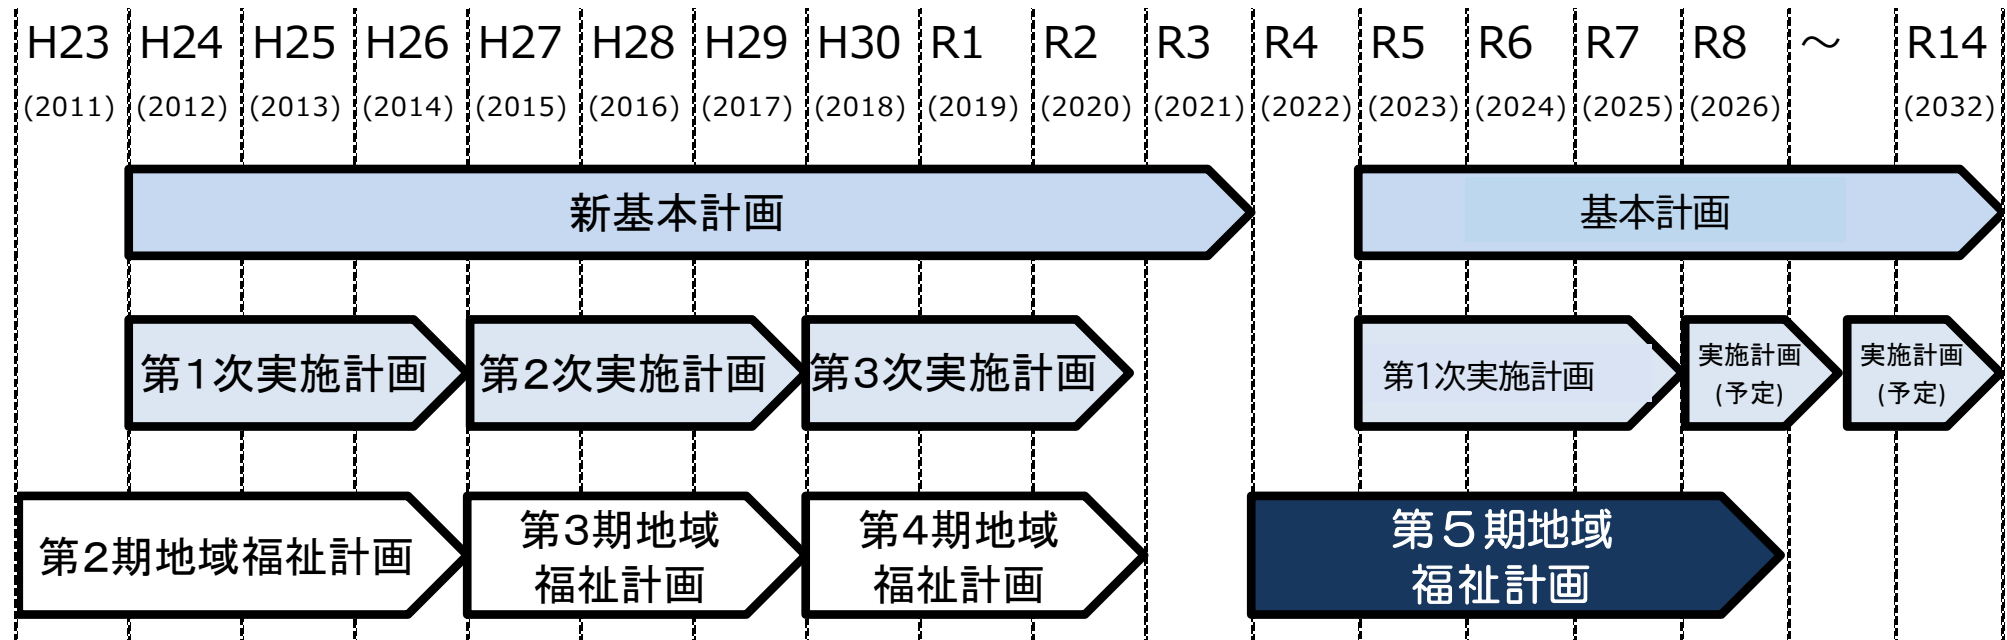 H23 H24 H25 H26 H27 H28 H29 H30 R1 R2 R3 R4 R5 R6 R7 R8 ～ R14
(2011) (2012) (2013) (2014) (2015) (2016) (2017) (2018) (2019) (2020) (2021) (2022) (2023) (2024) (2025) (2026) (2032)
新基本計画 基本計画
第1次実施計画 第2次実施計画 第3次実施計画 第1次実施計画
実施計画
(予定)
実施計画
(予定)
第2期地域福祉計画
第3期地域
福祉計画
第4期地域
福祉計画
第５期地域
福祉計画